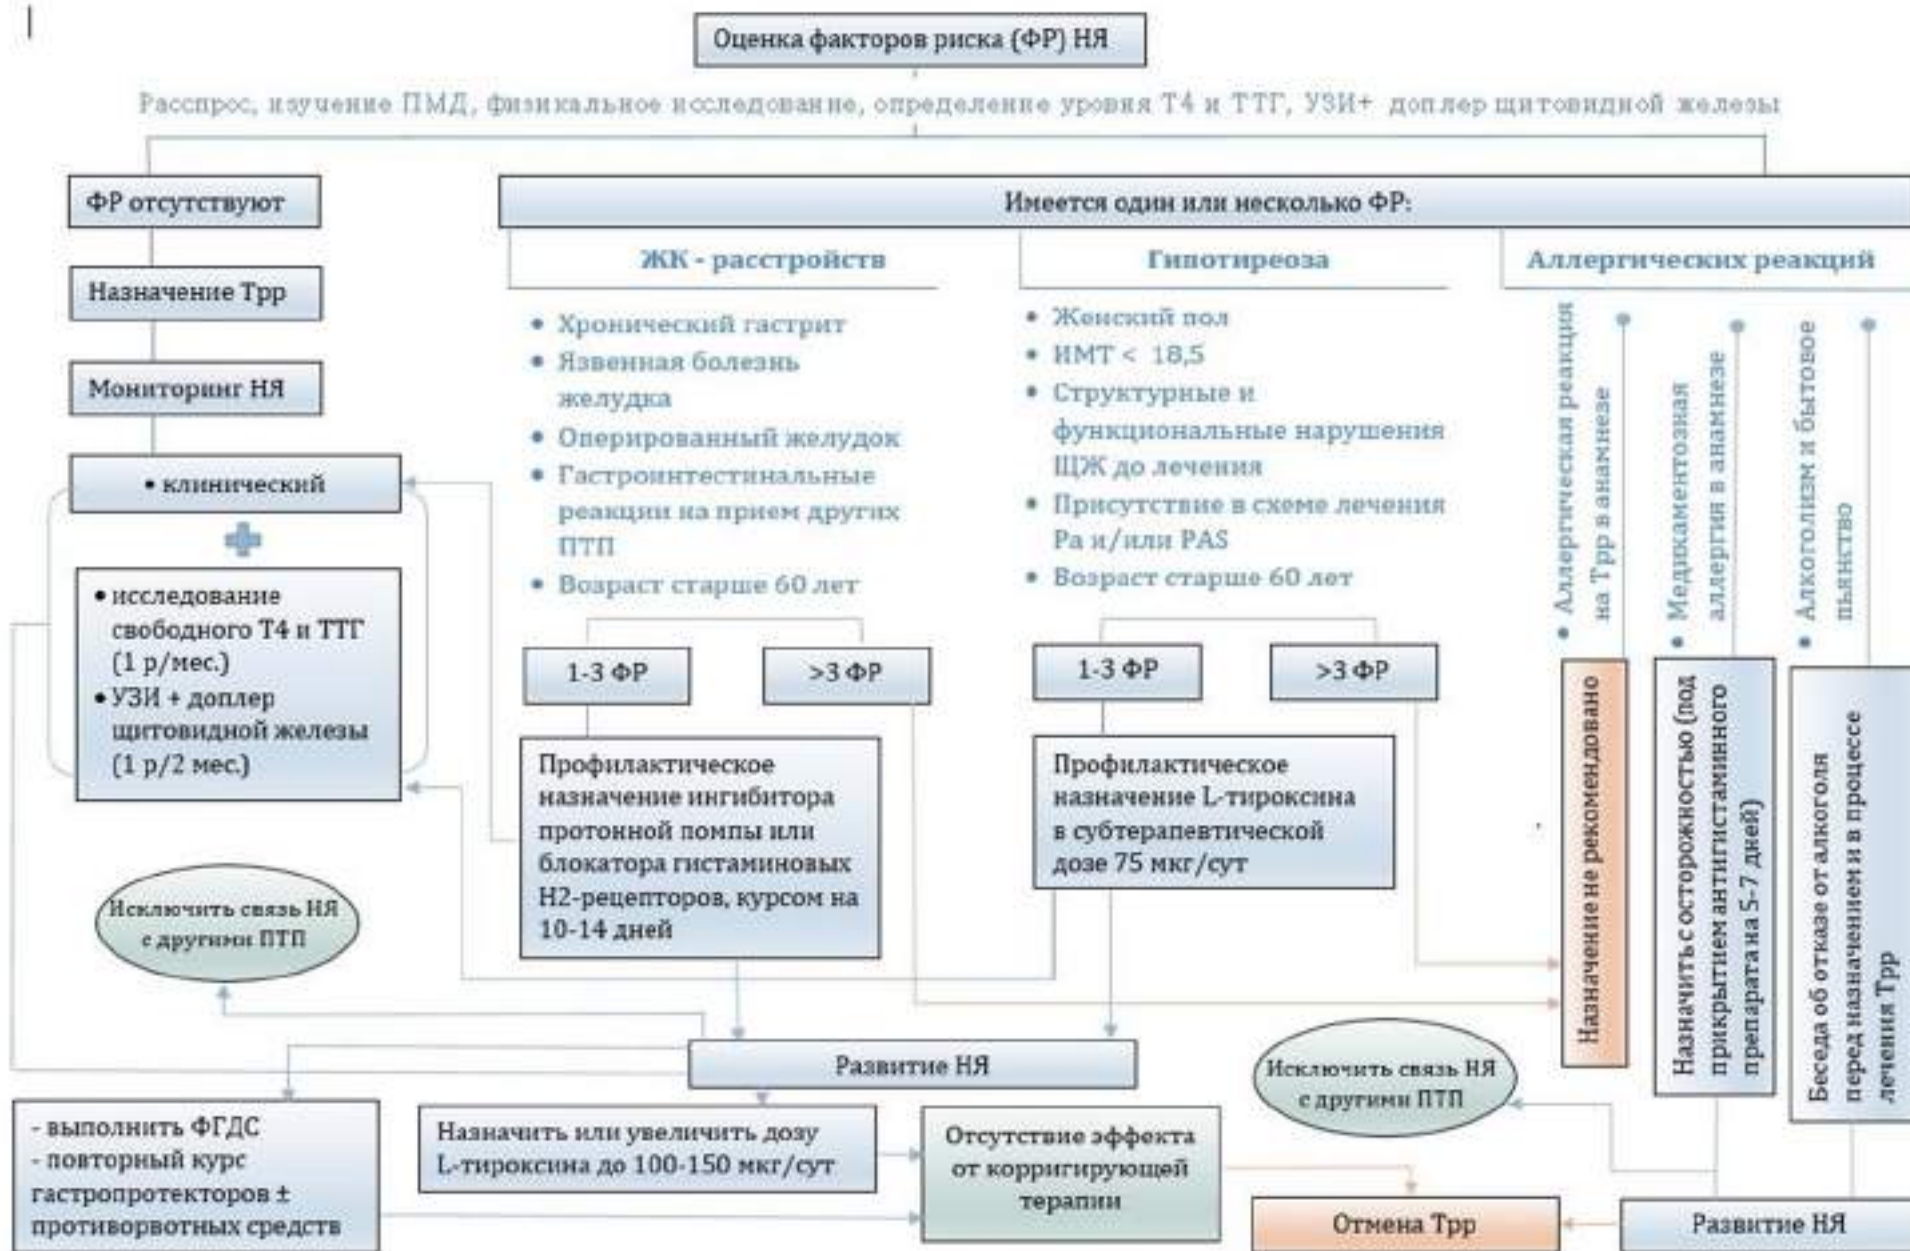 Оценка факторов риска (ФР) НЯ
Расспрос, изучение ПМД, физикальное исследование, определение уровня Т4 и ТТГ, УЗИ+ доплер щитовидной железы
ФР отсутствуют
Назначение Трр
Мониторинг НЯ
• клинический
• исследование
свободного Т4 и ТТГ
(1 р/мес.)
• УЗИ + доплер
щитовидной железы
(1 р/2 мес.)
Имеется один или несколько ФР:
ЖК - расстройств
• Хронический гастрит
• Язвенная болезнь
желудка
• Оперированный желудок
• Гастроинтестинальные
реакции на прием других
ПТП
• Возраст старше 60 лет
1-3 ФР
>3 ФР
Профилактическое
назначение ингибитора
протонной помпы или
блокатора гистаминовых
Н2-рецепторов, курсом на
10-14 дней
Гипотиреоза
• Женский пол
• ИМТ < 18,5
• Структурные и
функциональные нарушения
ЩЖ до лечения
• Присутствие в схеме лечения
Ра и/или PAS
• Возраст старше 60 лет
1-3 ФР
>3 ФР
Профилактическое
назначение L-тироксина
в субтерапевтической
дозе 75 мкг/сут
Аллергических реакций
• Аллергическая реакция
на Трр в анамнезе
• Медикаментозная
аллергия в анамнезе
• Алкоголизм и бытовое
пьянство
Назначение не рекомендовано
Назначить с осторожностью (под
прикрытием антигистаминного
препарата на 5-7 дней)
Беседа об отказе от алкоголя
перед назначением и в процессе
лечения Трр
Исключить связь НЯ
с другими ПТП
Развитие НЯ
Исключить связь НЯ
с другими ПТП
- выполнить ФГДС
- повторный курс
гастропротекторов ±
противорвотных средств
Назначить или увеличить дозу
L-тироксина до 100-150 мкг/сут
Отсутствие эффекта
от корригирующей
терапии
Отмена Трр
Развитие НЯ